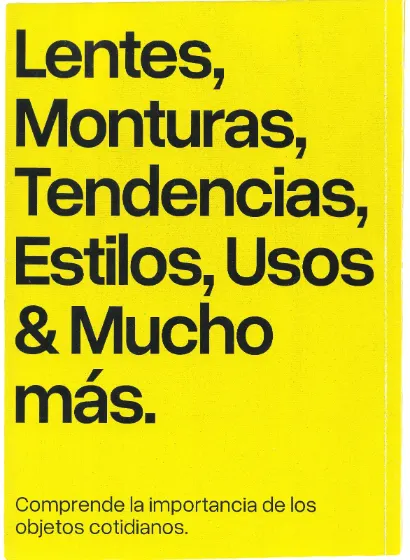 Lentes,
Monturas,
Tendencias,
Estilos, Usos
& Mucho
más.
Comprende la importancia de los
objetos cotidianos.